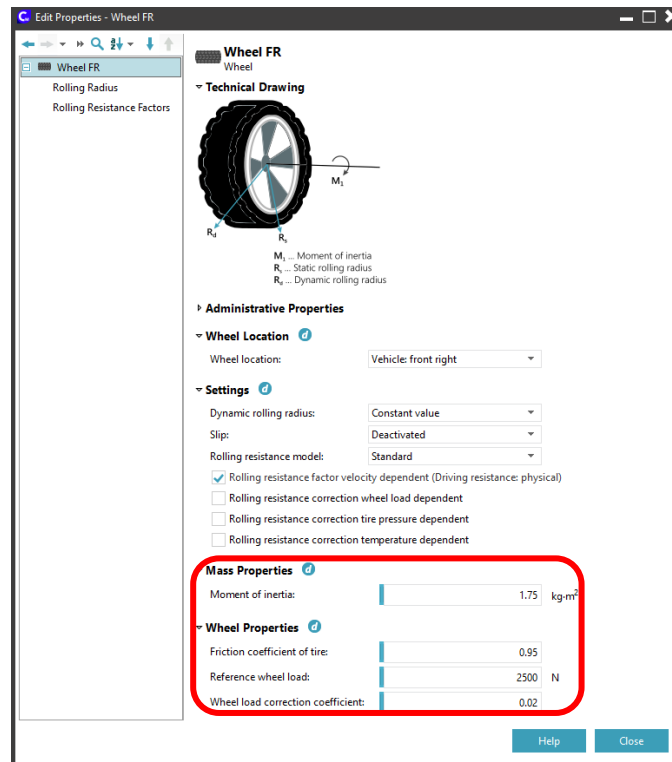 Edit Properties - Wheel FR
Wheel FR
Rolling Radius
Rolling Resistance Factors
Wheel FR
Wheel
Technical Drawing
M1
Rd
Rs
M1 ... Moment of inertia
Rs ... Static rolling radius
Rd ... Dynamic rolling radius
Administrative Properties
Wheel Location d
Wheel location: Vehicle: front right
Settings d
Dynamic rolling radius: Constant value
Slip: Deactivated
Rolling resistance model: Standard
Rolling resistance factor velocity dependent (Driving resistance: physical)
Rolling resistance correction wheel load dependent
Rolling resistance correction tire pressure dependent
Rolling resistance correction temperature dependent
Mass Properties d
Moment of inertia: 1.75 kg·m²
Wheel Properties d
Friction coefficient of tire: 0.95
Reference wheel load: 2500 N
Wheel load correction coefficient: 0.02
Help Close